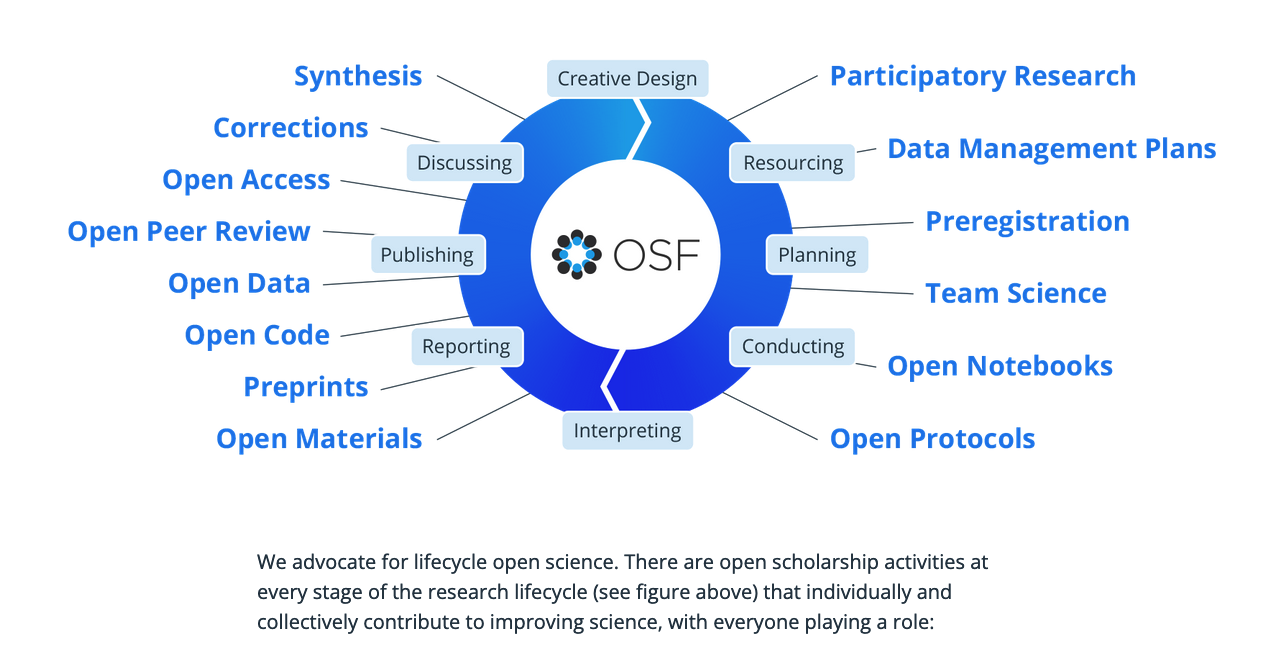 Creative Design
Synthesis
Participatory Research
Corrections
Discussing
Resourcing
Data Management Plans
Open Access
Preregistration
Open Peer Review
Publishing
OSF
Planning
Open Data
Team Science
Open Code
Reporting
Conducting
Open Notebooks
Preprints
Open Materials
Interpreting
Open Protocols
We advocate for lifecycle open science. There are open scholarship activities at
every stage of the research lifecycle (see figure above) that individually and
collectively contribute to improving science, with everyone playing a role: